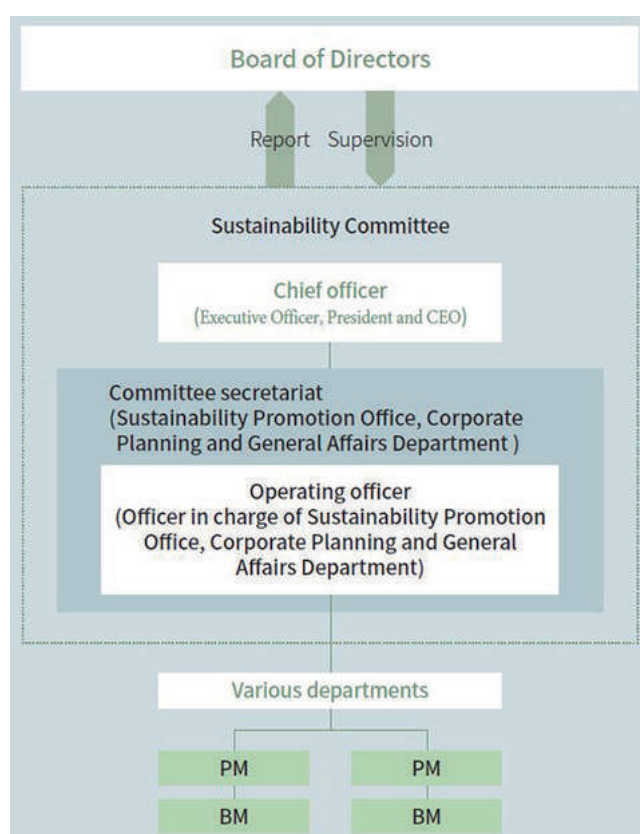 Board of Directors
Report Supervision
Sustainability Committee
Chief officer
(Executive Officer, President and CEO)
Committee secretariat
(Sustainability Promotion Office, Corporate
Planning and General Affairs Department )
Operating officer
(Officer in charge of Sustainability Promotion
Office, Corporate Planning and General
Affairs Department)
Various departments
PM PM
BM BM